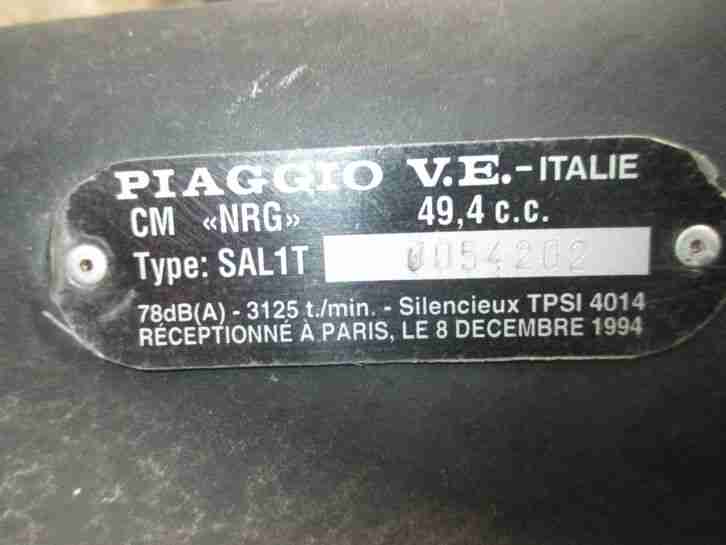 PIAGGIO V.E.-ITALIE
CM «NRG» 49,4 c.c.
Type: SAL1T 0054202
78dB(A) - 3125 t./min. - Silencieux TPSI 4014
RÉCEPTIONNÉ À PARIS, LE 8 DECEMBRE 1994